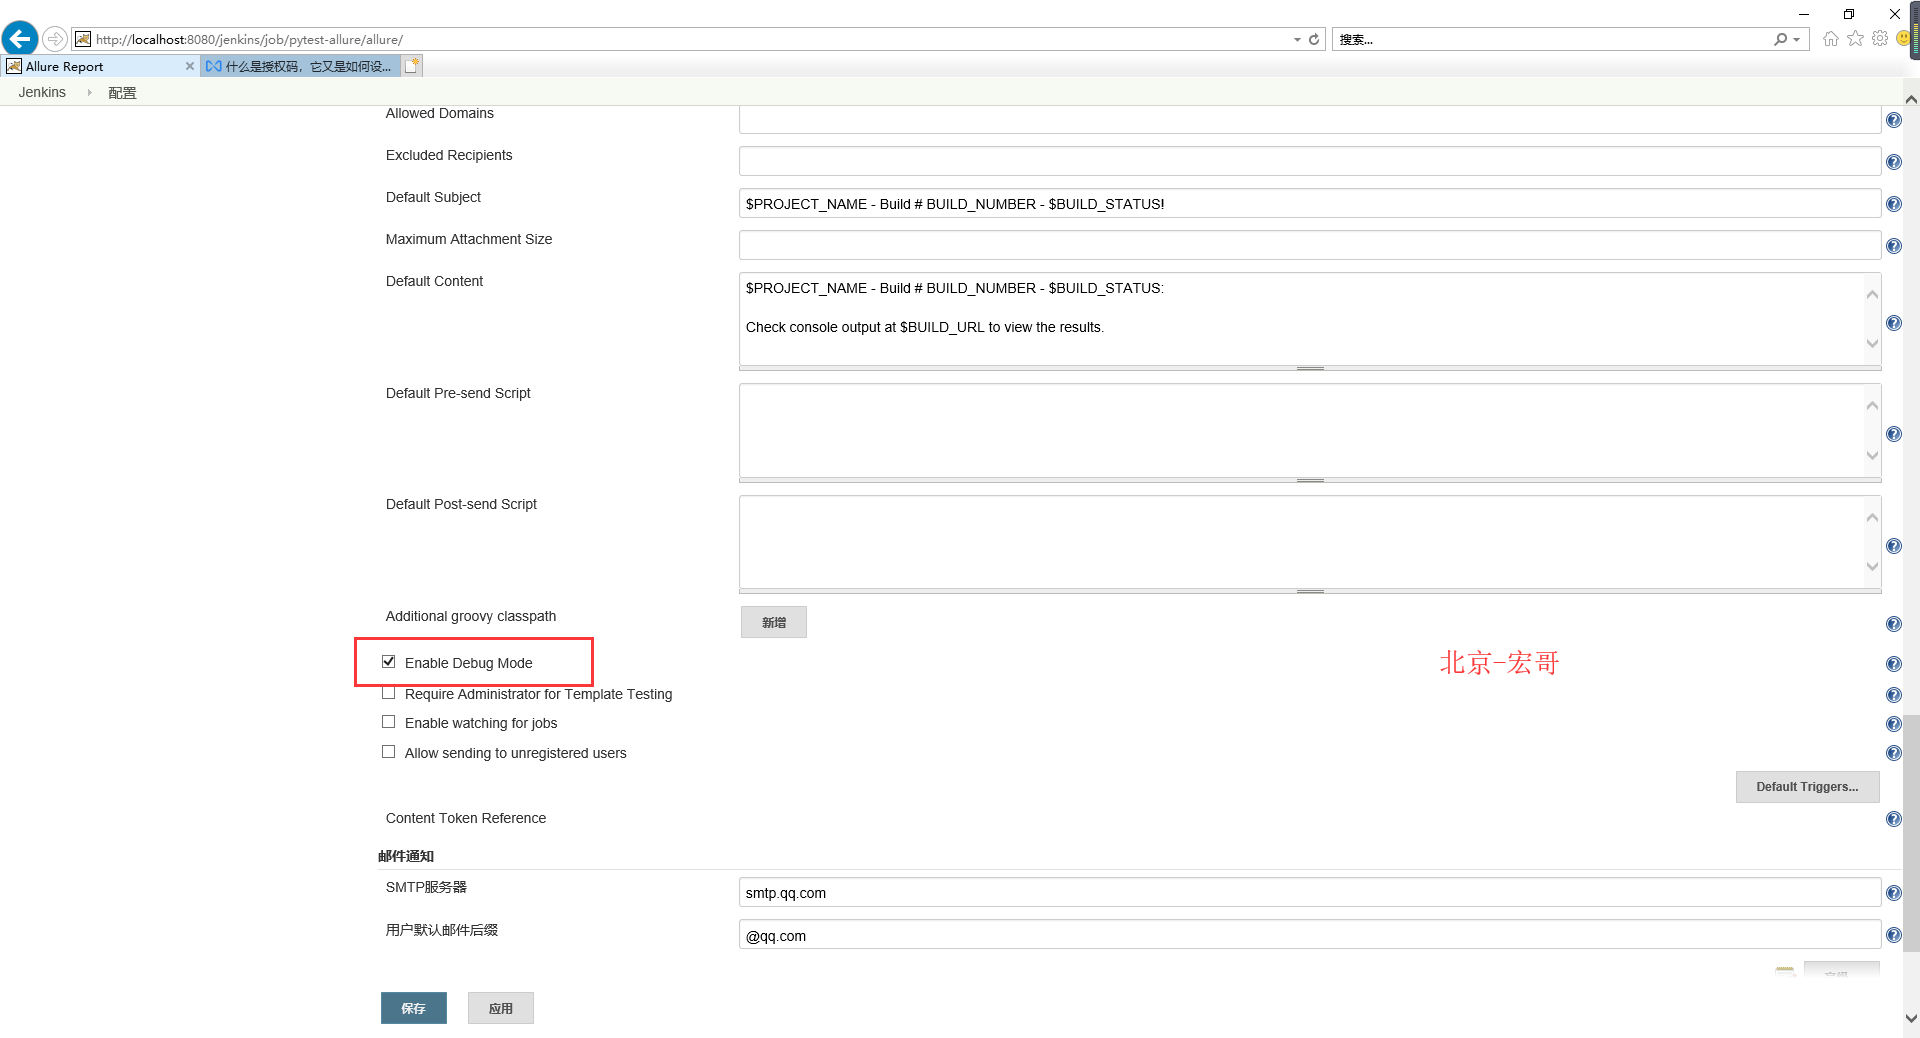 http://localhost:8080/jenkins/job/pytest-allure/allure/
搜索...
Allure Report
什么是授权码，它又是如何设...
Jenkins
配置
Allowed Domains
Excluded Recipients
Default Subject
$PROJECT_NAME - Build # BUILD_NUMBER - $BUILD_STATUS!
Maximum Attachment Size
Default Content
$PROJECT_NAME - Build # BUILD_NUMBER - $BUILD_STATUS:
Check console output at $BUILD_URL to view the results.
Default Pre-send Script
Default Post-send Script
Additional groovy classpath
新增
Enable Debug Mode
北京-宏哥
Require Administrator for Template Testing
Enable watching for jobs
Allow sending to unregistered users
Default Triggers...
Content Token Reference
邮件通知
SMTP服务器
smtp.qq.com
用户默认邮件后缀
@qq.com
保存
应用